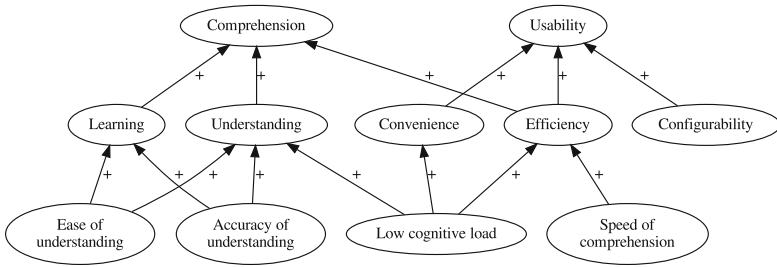 Comprehension
Usability
+
+
+
+
+
+
Learning
Understanding
Convenience
Efficiency
Configurability
+
+
+
+
+
+
+
+
+
Ease of
understanding
Accuracy of
understanding
Low cognitive load
Speed of
comprehension